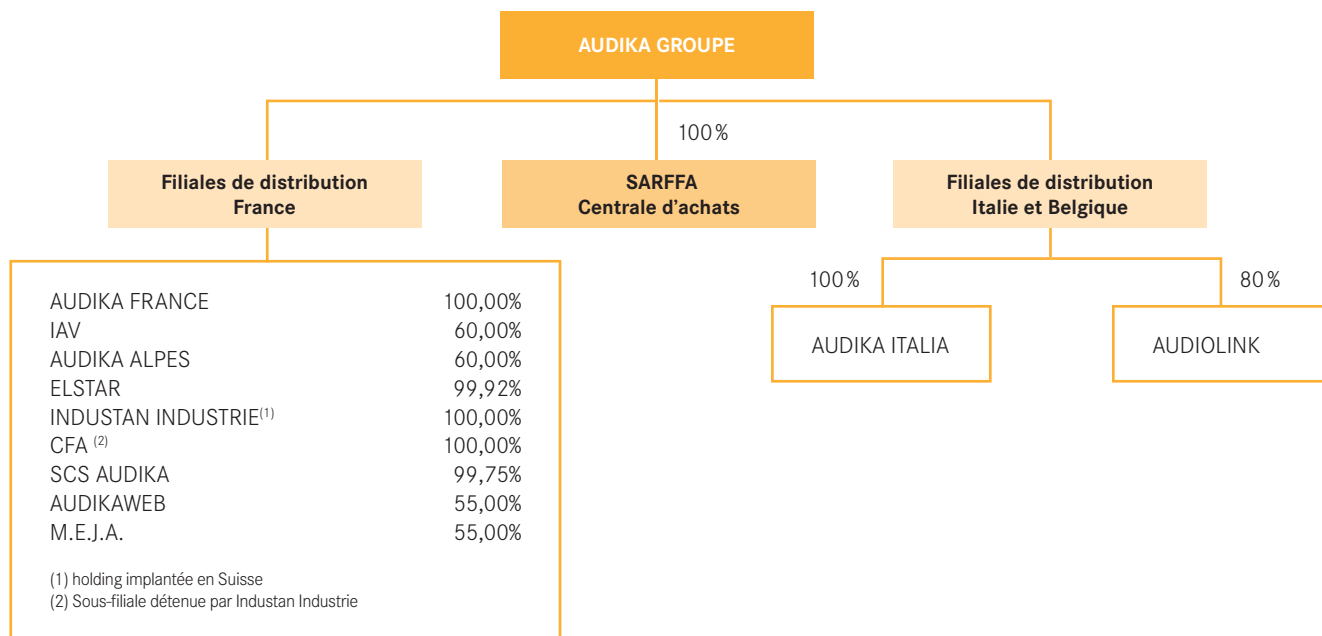 AUDIKA GROUPE
100%
Filiales de distribution
France
SARFFA
Centrale d'achats
Filiales de distribution
Italie et Belgique
AUDIKA FRANCE 100,00%
IAV 60,00%
AUDIKA ALPES 60,00%
ELSTAR 99,92%
INDUSTAN INDUSTRIE(1) 100,00%
CFA (2) 100,00%
SCS AUDIKA 99,75%
AUDIKAWEB 55,00%
M.E.J.A. 55,00%
(1) holding implantée en Suisse
(2) Sous-filiale détenue par Industan Industrie
100%
80%
AUDIKA ITALIA
AUDIOLINK